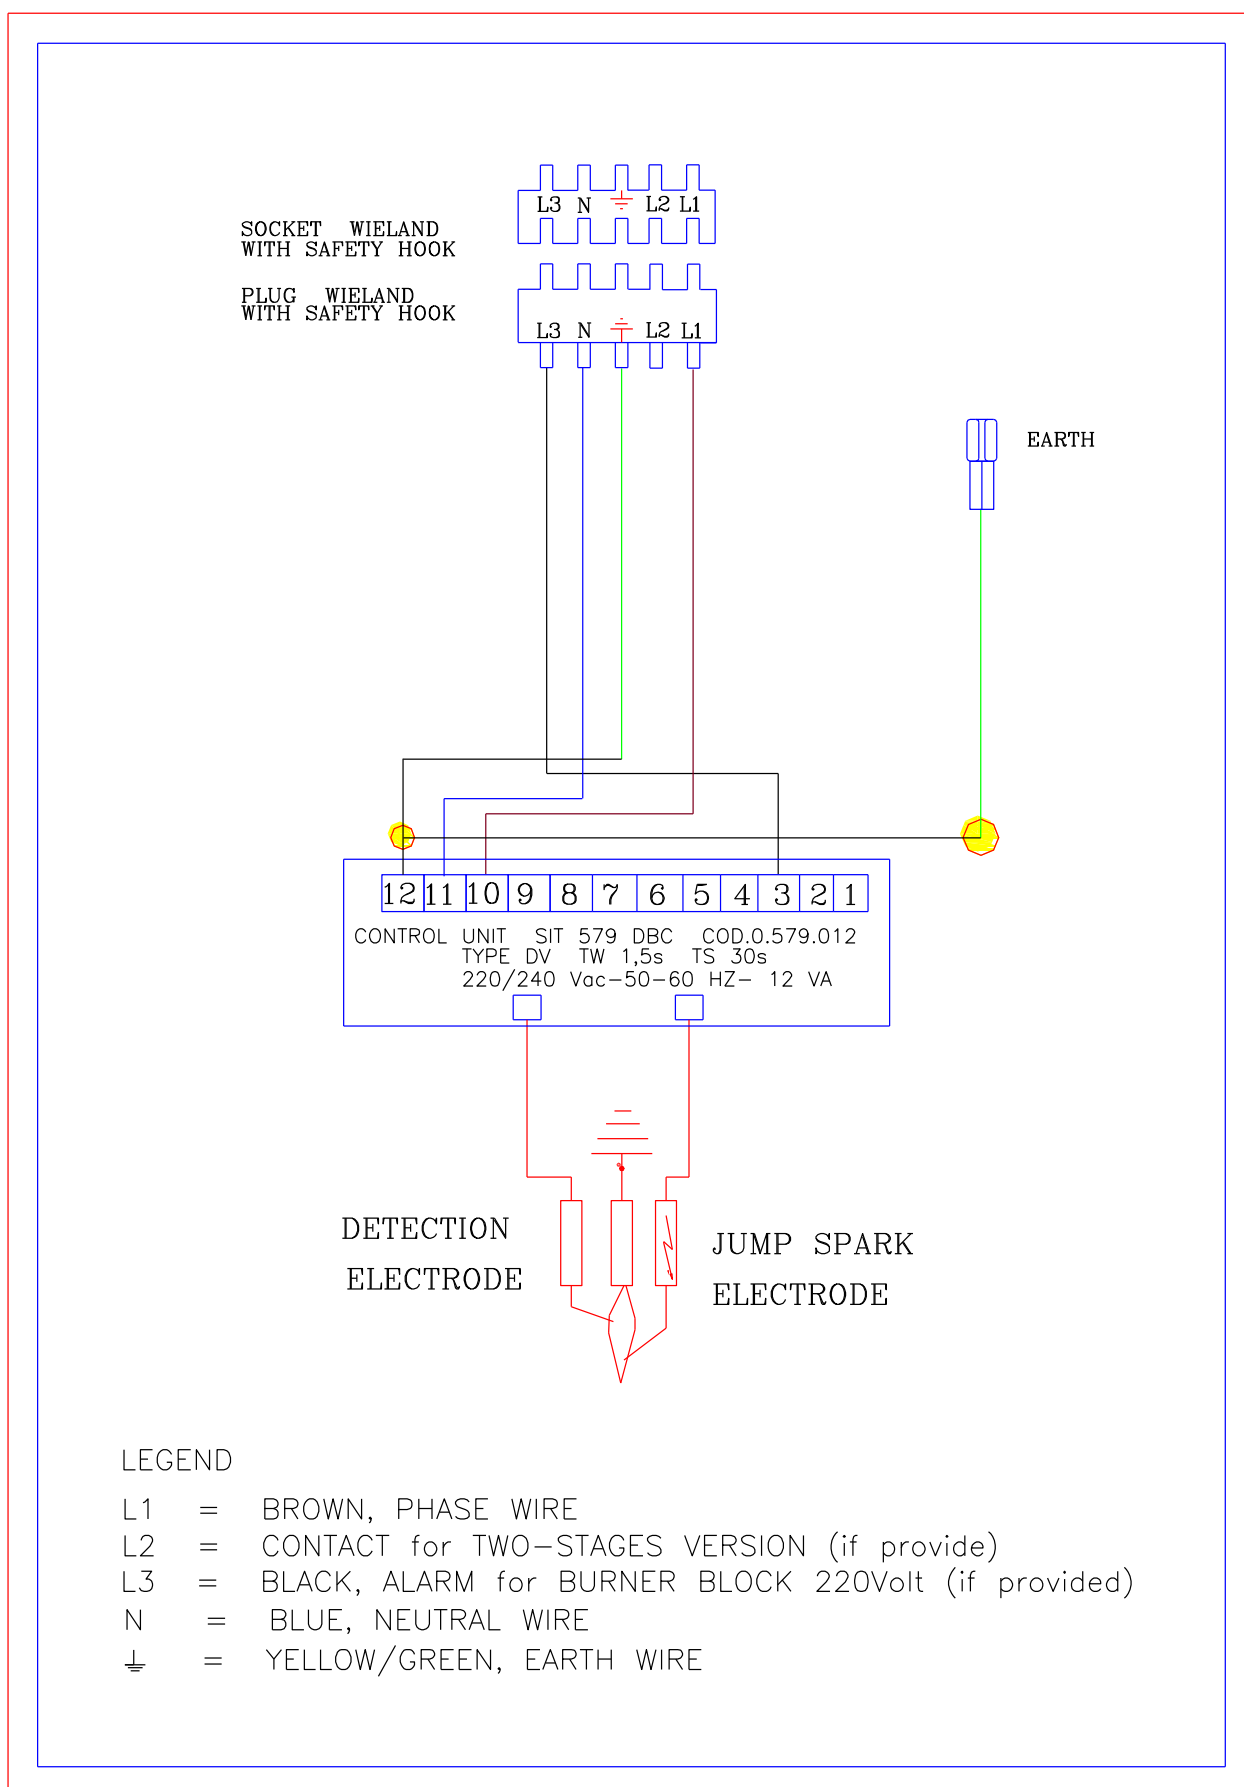 L3 N L2 L1
SOCKET WIELAND
WITH SAFETY HOOK
PLUG WIELAND
WITH SAFETY HOOK
L3 N L2 L1
EARTH
12 11 10 9 8 7 6 5 4 3 2 1
CONTROL UNIT SIT 579 DBC COD.0.579.012
TYPE DV TW 1,5s TS 30s
220/240 Vac-50-60 HZ- 12 VA
DETECTION
ELECTRODE
JUMP SPARK
ELECTRODE
LEGEND
L1 = BROWN, PHASE WIRE
L2 = CONTACT for TWO-STAGES VERSION (if provide)
L3 = BLACK, ALARM for BURNER BLOCK 220Volt (if provided)
N = BLUE, NEUTRAL WIRE
⏚ = YELLOW/GREEN, EARTH WIRE